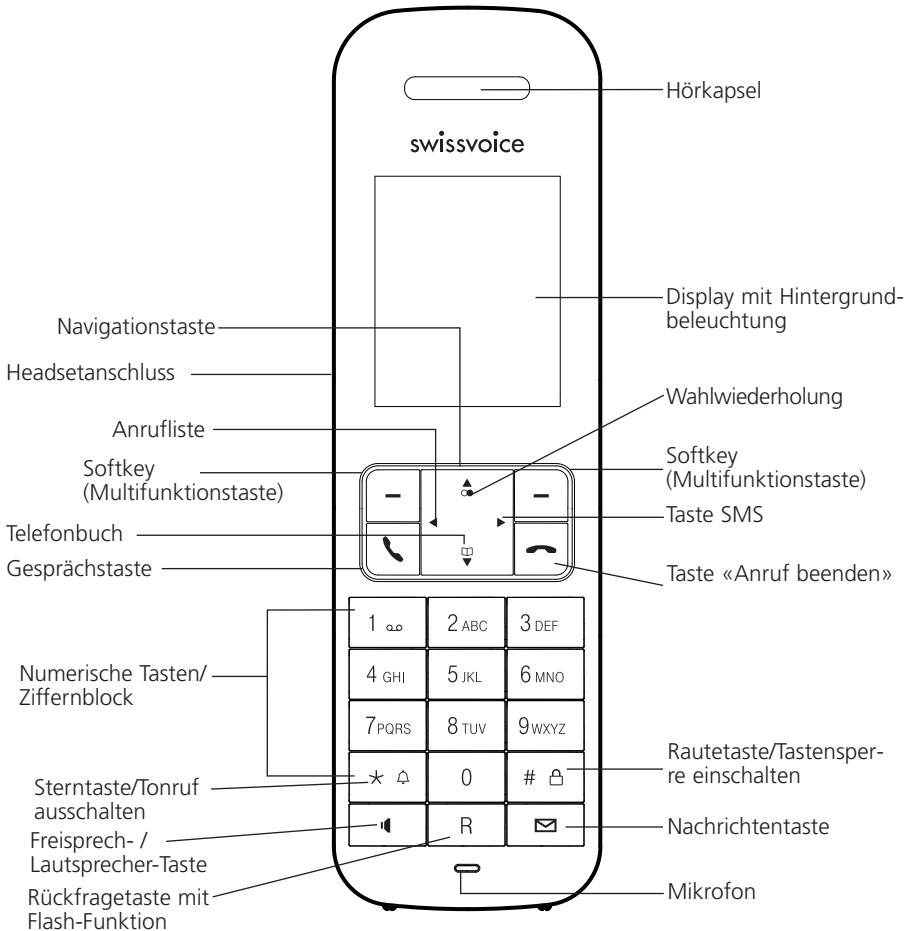 Hörkapsel
swissvoice
Display mit Hintergrund-
beleuchtung
Navigationstaste
Headsetanschluss
Wahlwiederholung
Anrufliste
Softkey
(Multifunktionstaste)
Softkey
(Multifunktionstaste)
Taste SMS
Telefonbuch
Gesprächstaste
Taste «Anruf beenden»
1
2 ABC
3 DEF
4 GHI
5 JKL
6 MNO
7 PQRS
8 TUV
9 WXYZ
* 0 #
R
Numerische Tasten/
Ziffernblock
Rautetaste/Tastensper-
re einschalten
Sterntaste/Tonruf
ausschalten
Freisprech- /
Lautsprecher-Taste
Nachrichtentaste
Rückfragetaste mit
Flash-Funktion
Mikrofon